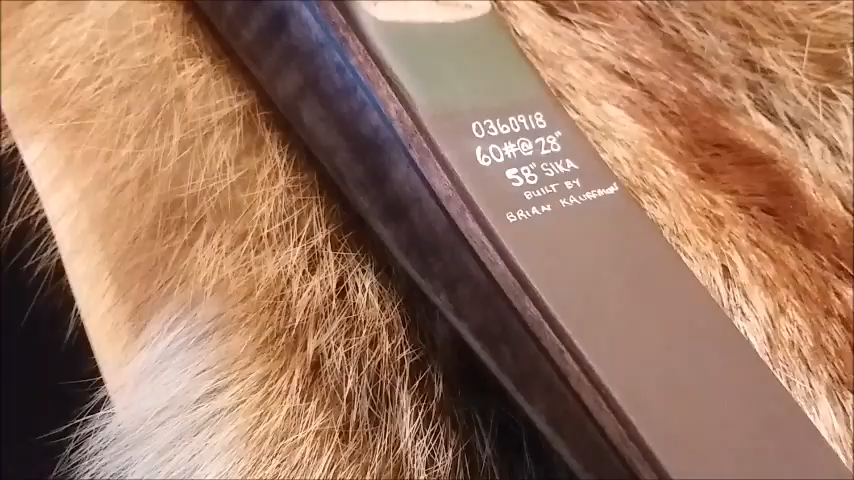 0360918
60#@28"
58" SIKA
BUILT BY
BRIAN KAUFFMAN